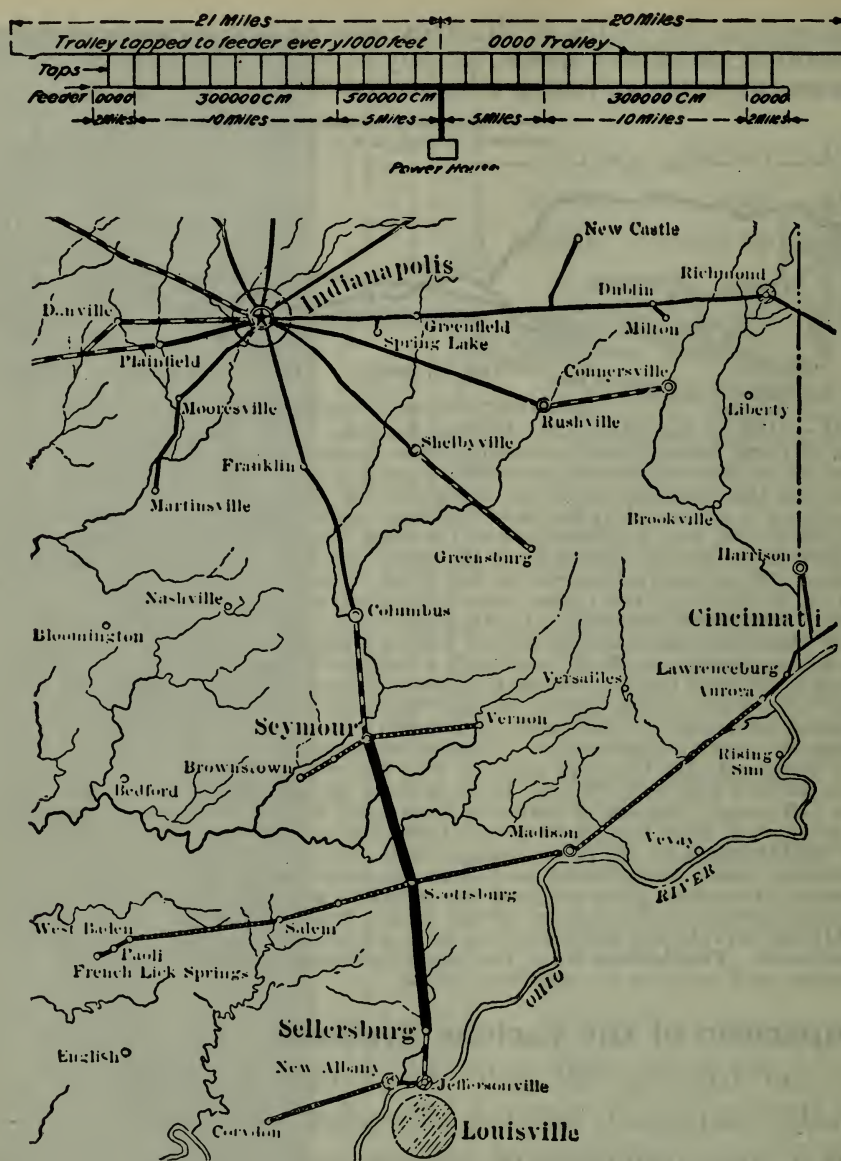 21 Miles 20 Miles
Trolley tapped to feeder every 1000 feet 0000 Trolley
Taps
Feeder 0000 300000 CM 500000 CM 300000 CM 0000
2 Miles 10 Miles 5 Miles 5 Miles 10 Miles 2 Miles
Power House
New Castle
Indianapolis
Richmond
Danville
Dublin
Greenfield
Milton
Spring Lake
Plainfield
Connersville
Mooresville
Liberty
Rushville
Shelbyville
Franklin
Martinsville
Brookville
Greensburg
Harrison
Nashville
Columbus
Cincinnati
Bloomington
Lawrenceburg
Versailles
Aurora
Seymour
Vernon
Brownstown
Rising
Sun
Bedford
Madison
Vevay
RIVER
Scottsburg
West Baden
Salem
Paoli
French Lick Springs
OHIO
Sellersburg
English
New Albany
Jeffersonville
Corydon
Louisville